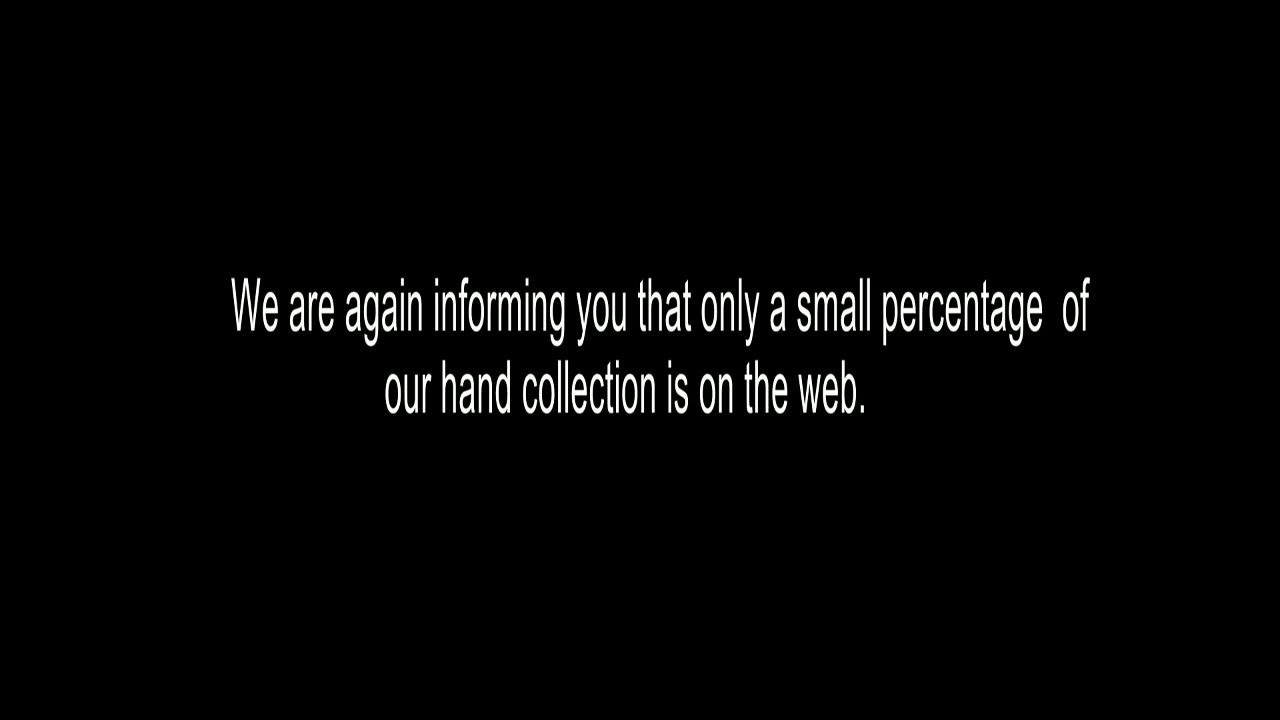 We are again informing you that only a small percentage  of
our hand collection is on the web.